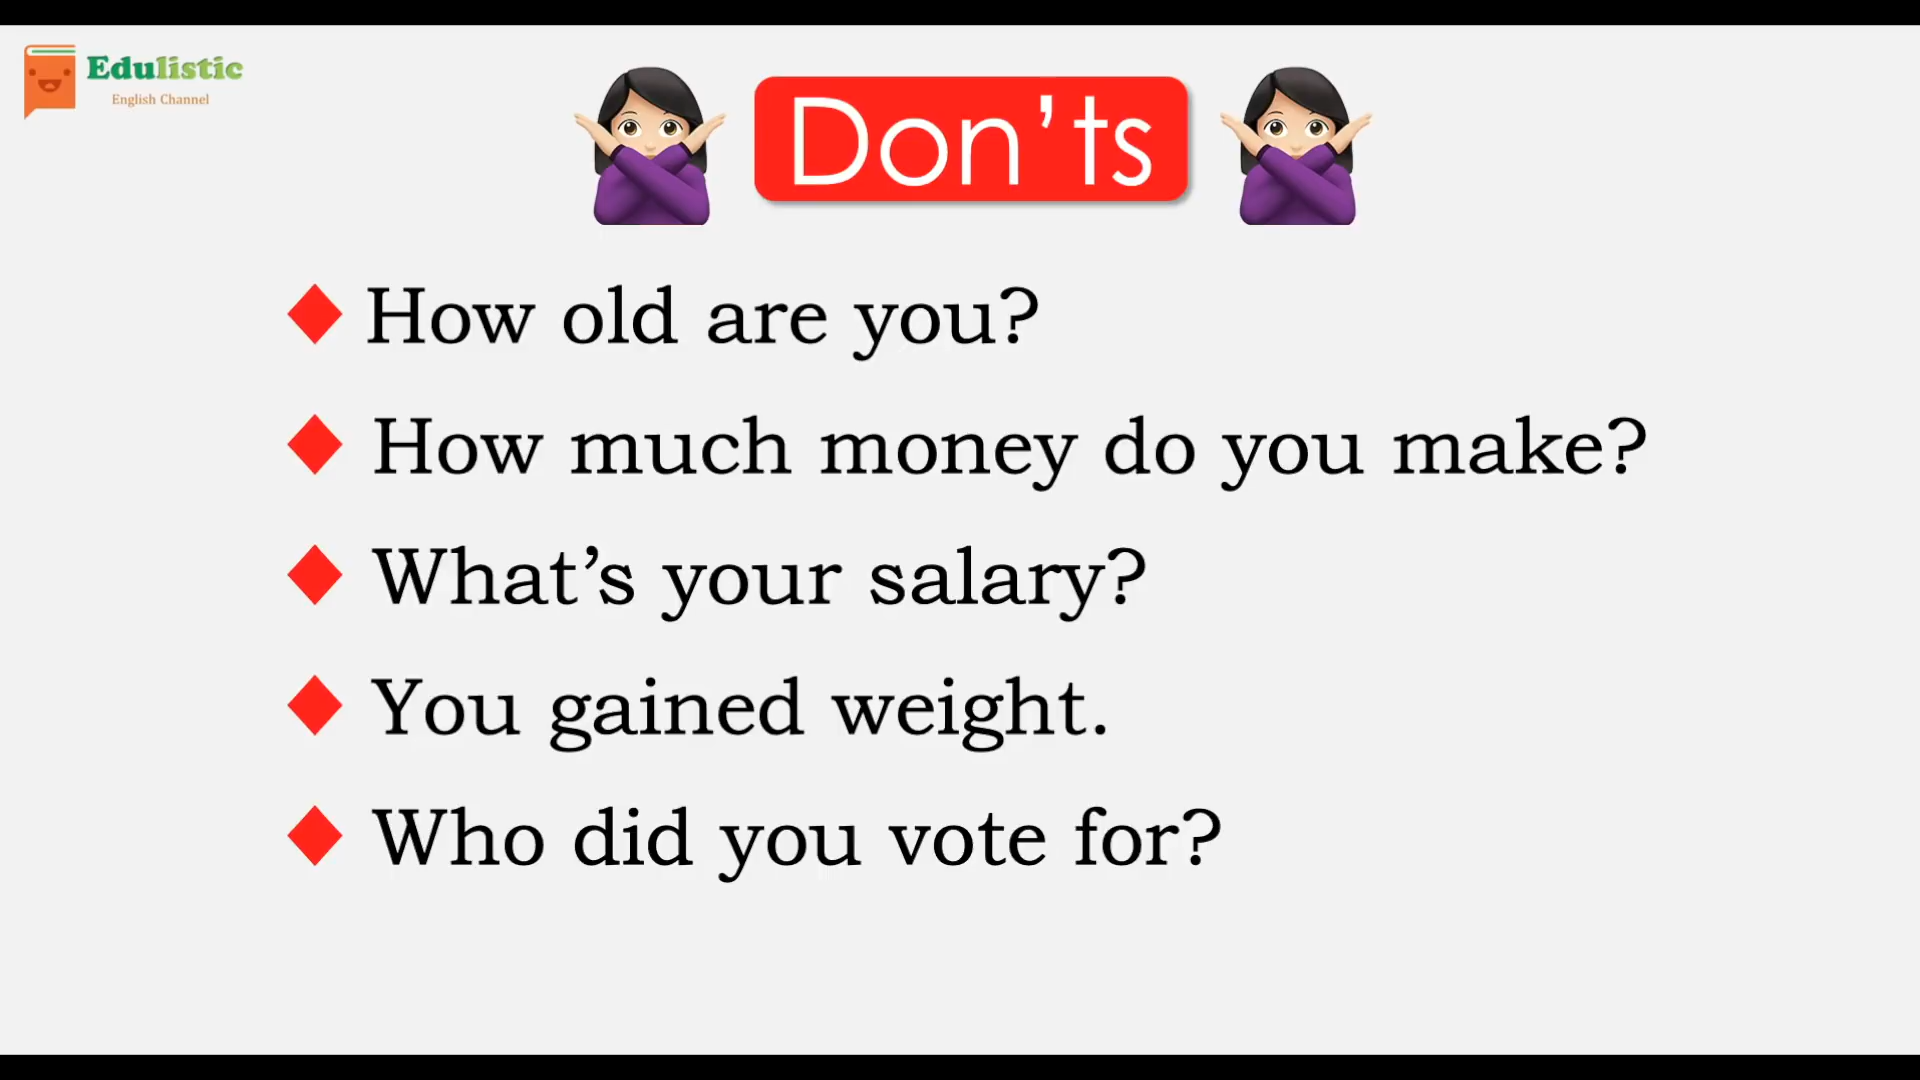 Edulistic
English Channel
Don’ts
How old are you?
How much money do you make?
What’s your salary?
You gained weight.
Who did you vote for?